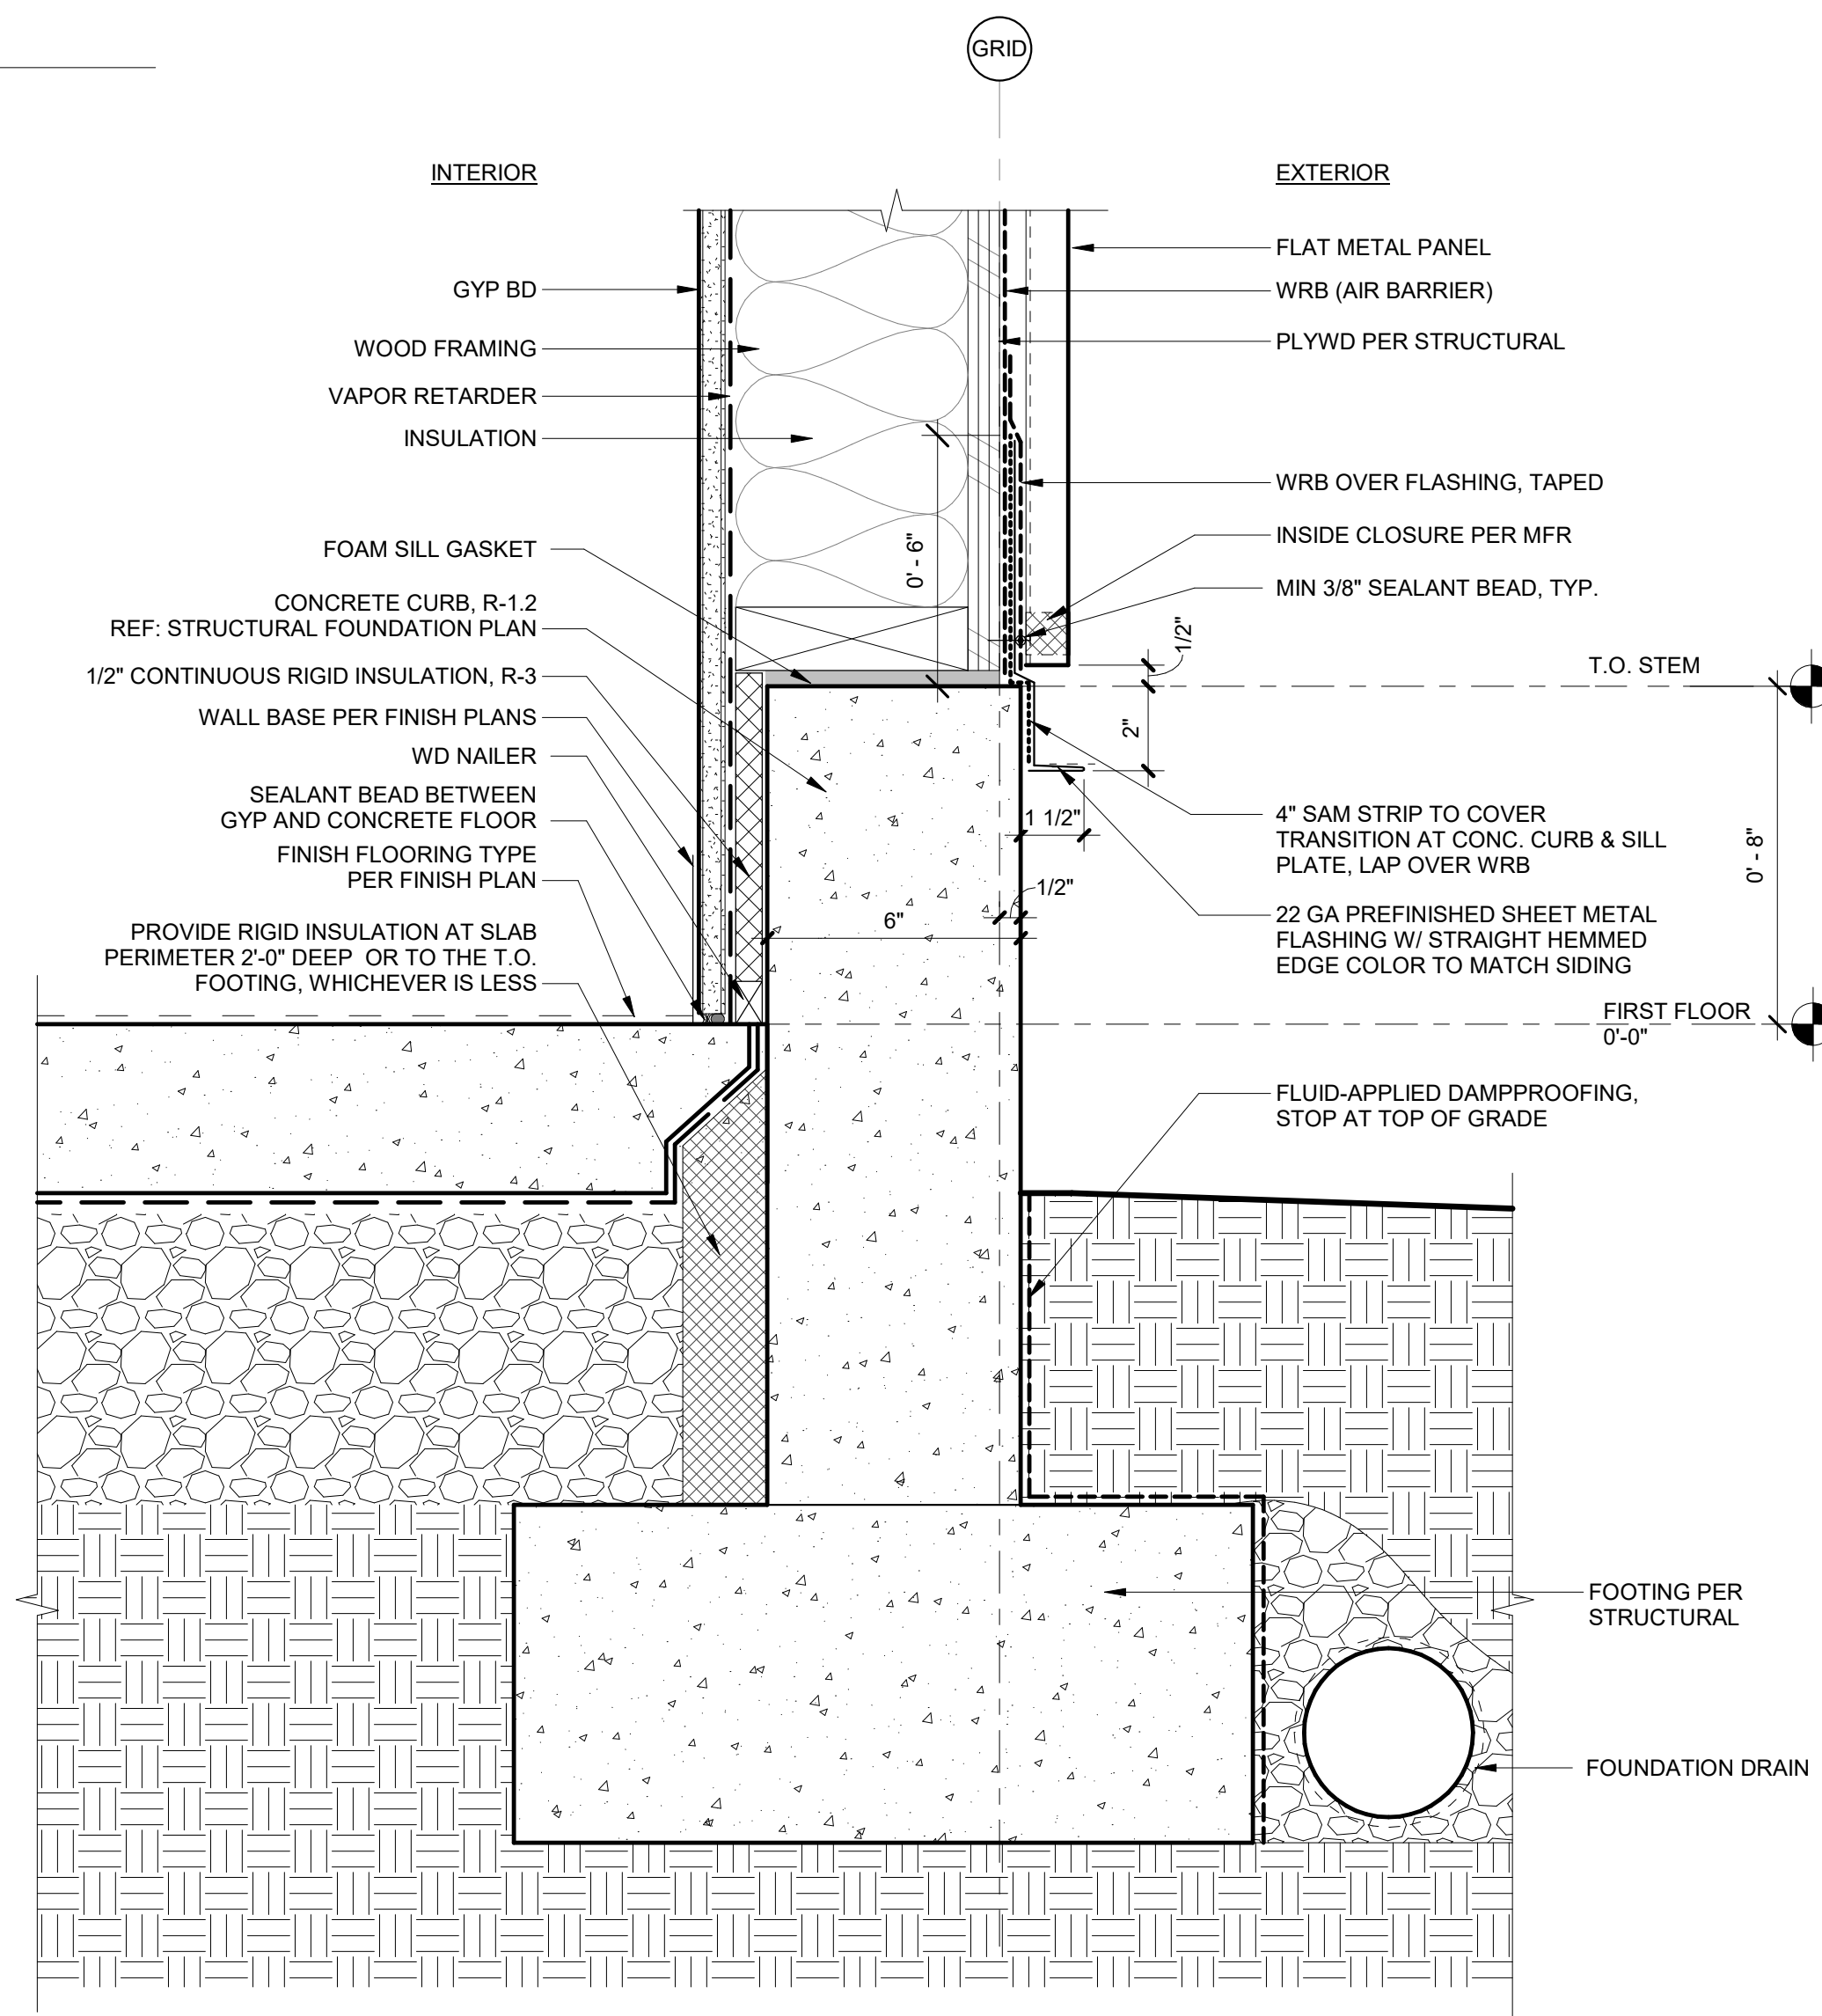 GRID
INTERIOR
EXTERIOR
GYP BD
WOOD FRAMING
VAPOR RETARDER
INSULATION
FOAM SILL GASKET
CONCRETE CURB, R-1.2
REF: STRUCTURAL FOUNDATION PLAN
1/2" CONTINUOUS RIGID INSULATION, R-3
WALL BASE PER FINISH PLANS
WD NAILER
SEALANT BEAD BETWEEN
GYP AND CONCRETE FLOOR
FINISH FLOORING TYPE
PER FINISH PLAN
PROVIDE RIGID INSULATION AT SLAB
PERIMETER 2'-0" DEEP OR TO THE T.O.
FOOTING, WHICHEVER IS LESS
0' - 6"
6"
1/2"
1 1/2"
2"
1/2"
FLAT METAL PANEL
WRB (AIR BARRIER)
PLYWD PER STRUCTURAL
WRB OVER FLASHING, TAPED
INSIDE CLOSURE PER MFR
MIN 3/8" SEALANT BEAD, TYP.
T.O. STEM
0' - 8"
4" SAM STRIP TO COVER
TRANSITION AT CONC. CURB & SILL
PLATE, LAP OVER WRB
22 GA PREFINISHED SHEET METAL
FLASHING W/ STRAIGHT HEMMED
EDGE COLOR TO MATCH SIDING
FIRST FLOOR
0'-0"
FLUID-APPLIED DAMPPROOFING,
STOP AT TOP OF GRADE
FOOTING PER
STRUCTURAL
FOUNDATION DRAIN